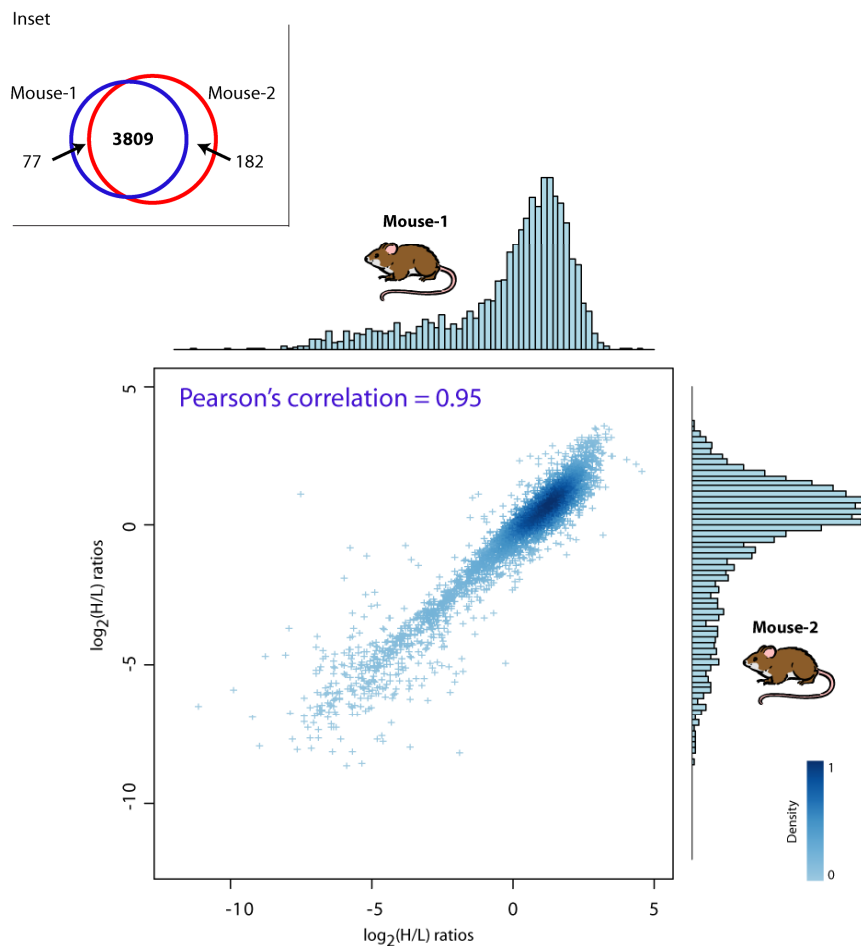 Inset
Mouse-1
Mouse-2
3809
77
182
Mouse-1
Pearson's correlation = 0.95
5
0
-5
-10
log2(H/L) ratios
-10
-5
0
5
log2(H/L) ratios
Mouse-2
1
0
Density